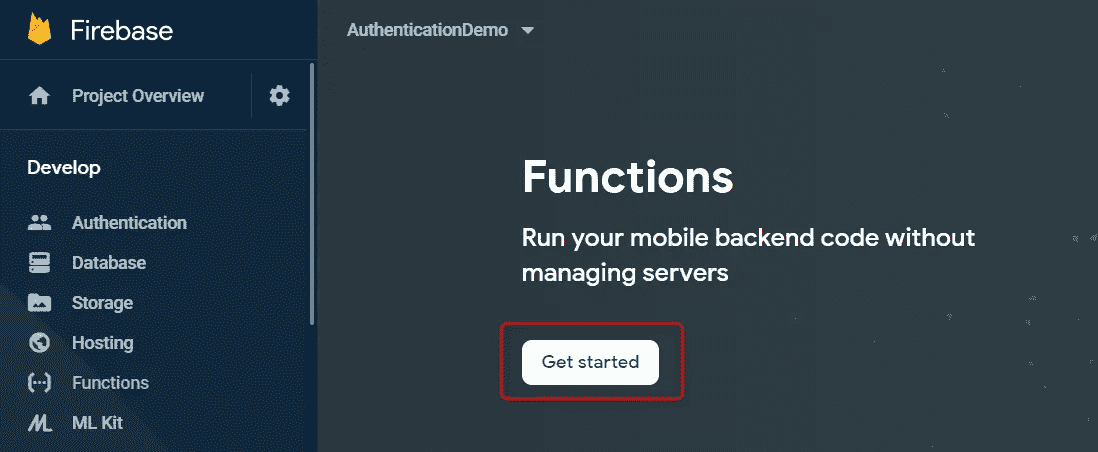 Firebase
AuthenticationDemo
Project Overview
Develop
Authentication
Database
Storage
Hosting
Functions
ML Kit
Functions
Run your mobile backend code without
managing servers
Get started